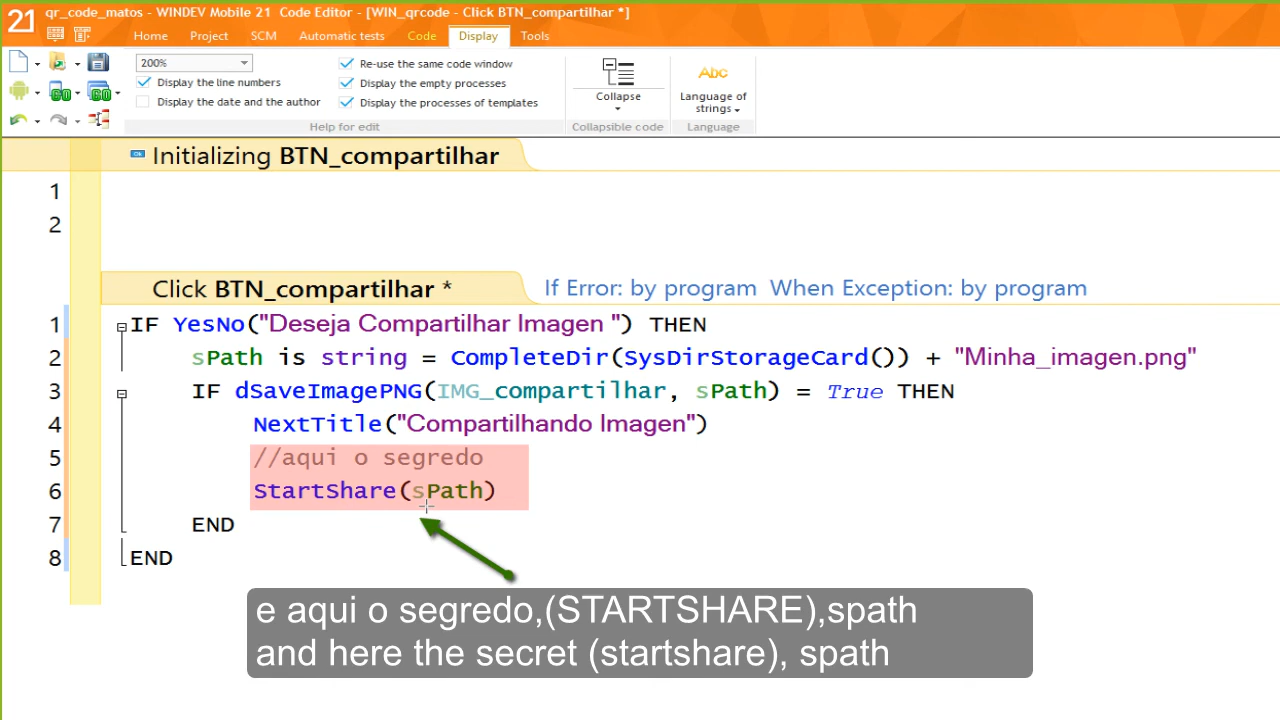 21 qr_code_matos - WINDEV Mobile 21 Code Editor - [WIN_qrcode - Click BTN_compartilhar *]
Home Project SCM Automatic tests Code Display Tools
200%
Display the line numbers
Display the date and the author
Re-use the same code window
Display the empty processes
Display the processes of templates
Help for edit
Collapse
Collapsible code
Abc
Language of
strings
Language
GO GO
Initializing BTN_compartilhar
1
2
Click BTN_compartilhar * If Error: by program When Exception: by program
1 IF YesNo("Deseja Compartilhar Imagen ") THEN
2 sPath is string = CompleteDir(SysDirStorageCard()) + "Minha_imagen.png"
3 IF dSaveImagePNG(IMG_compartilhar, sPath) = True THEN
4 NextTitle("Compartilhando Imagen")
5 //aqui o segredo
6 StartShare(sPath)
7 END
8 END
e aqui o segredo,(STARTSHARE),spath
and here the secret (startshare), spath